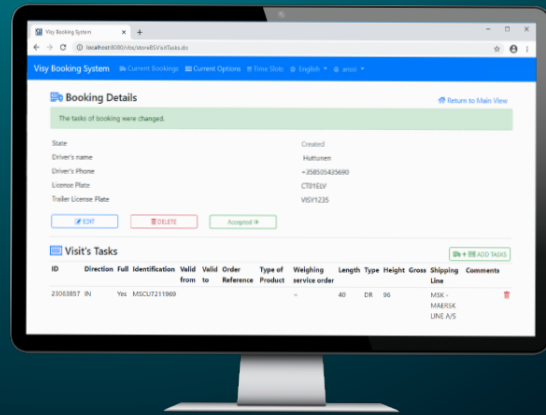 Visy Booking System
localhost:8080/vbs/storeBSVisitTasks.do
Visy Booking System Current Bookings Current Options Time Slots English anssi
Booking Details
Return to Main View
The tasks of booking were changed.
State Created
Driver's name Huttunen
Driver's Phone +358505435690
License Plate CT01ELV
Trailer License Plate VISY1235
EDIT DELETE Accepted
Visit's Tasks
+ ADD TASKS
ID Direction Full Identification Valid from Valid to Order Reference Type of Product Weighing service order Length Type Height Gross Shipping Line Comments
23063857 IN Yes MSCU7211969 - 40 DR 96 MSK - MAERSK LINE A/S